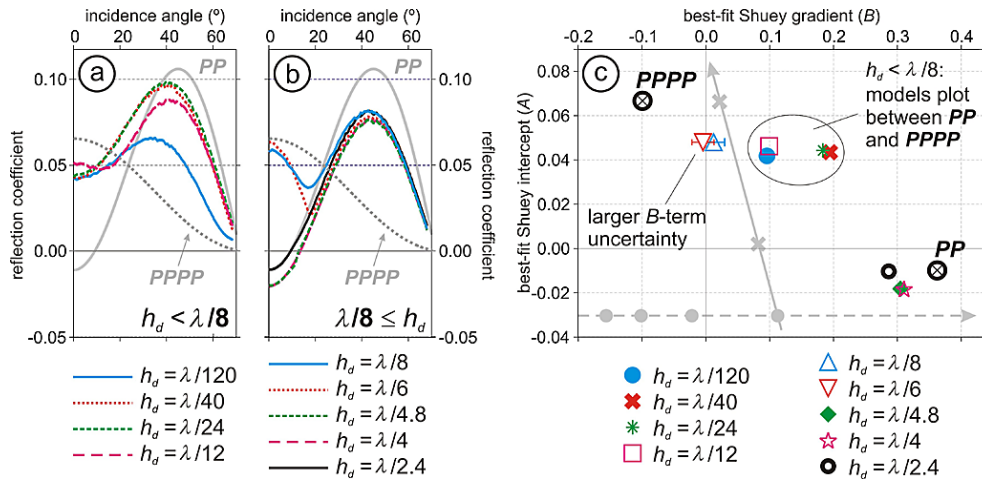 incidence angle (º)
0 20 40 60
a
PP
0.10
0.05
0.00
-0.05
reflection coefficient
PPPP
h_d < λ/8
h_d = λ/120
h_d = λ/40
h_d = λ/24
h_d = λ/12
incidence angle (º)
0 20 40 60
b
PP
0.10
0.05
0.00
-0.05
reflection coefficient
PPPP
λ/8 ≤ h_d
h_d = λ/8
h_d = λ/6
h_d = λ/4.8
h_d = λ/4
h_d = λ/2.4
best-fit Shuey gradient (B)
-0.2 -0.1 0.0 0.1 0.2 0.3 0.4
c
best-fit Shuey intercept (A)
0.08
0.06
0.04
0.02
0.00
-0.02
-0.04
PPPP
h_d < λ/8:
models plot
between PP
and PPPP
larger B-term
uncertainty
PP
h_d = λ/120
h_d = λ/40
h_d = λ/24
h_d = λ/12
h_d = λ/8
h_d = λ/6
h_d = λ/4.8
h_d = λ/4
h_d = λ/2.4